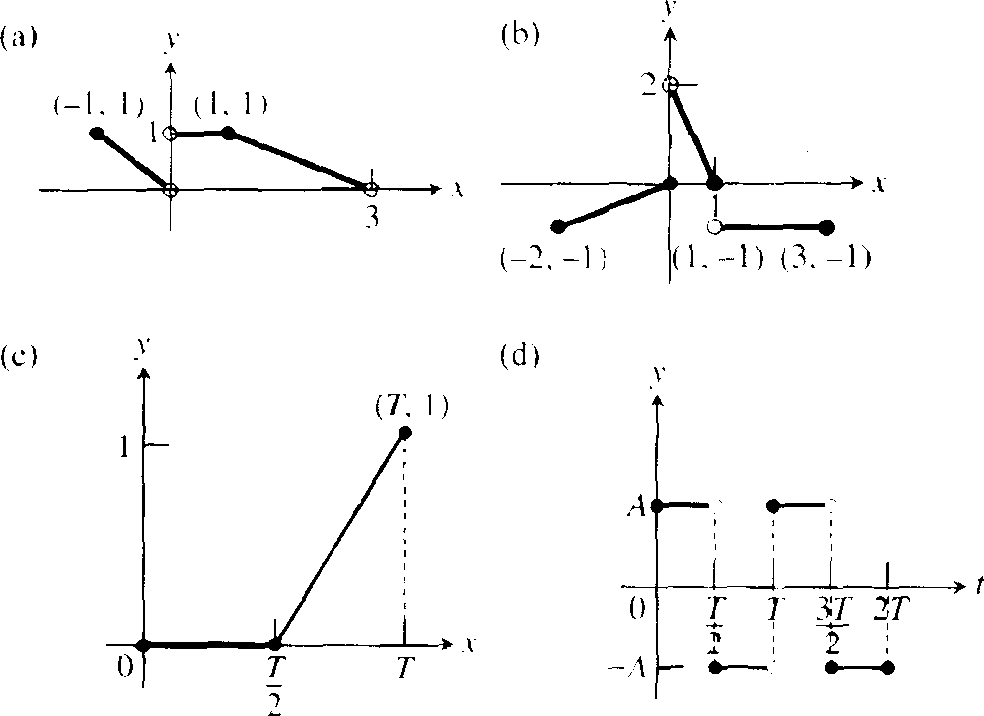 (a)
y
(–1, 1) (1, 1)
1
x
3
(b)
y
2
x
1
(–2, –1) (1, –1) (3, –1)
(c)
y
(T, 1)
1
0
T
2
T
x
(d)
y
A
0
T
2
T
3T
2
2T
t
–A